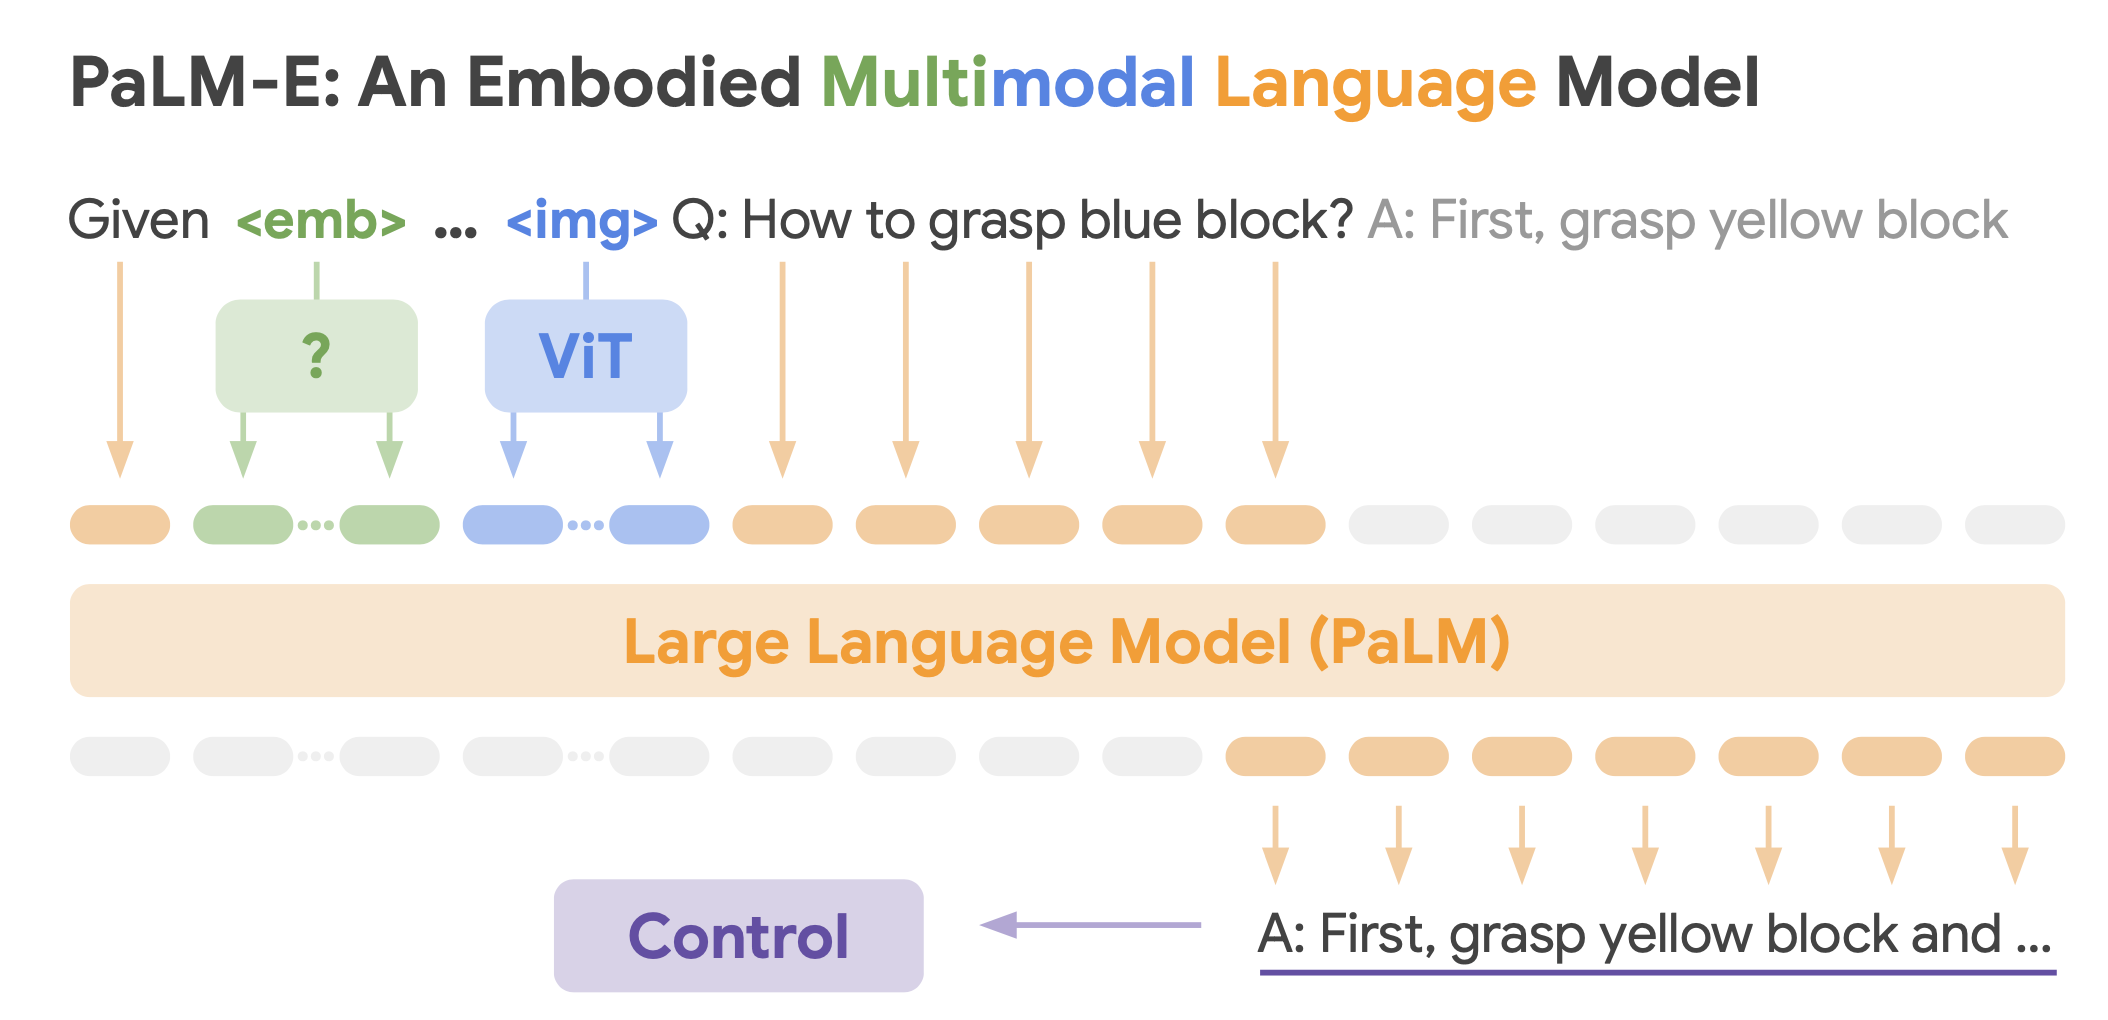 PaLM-E: An Embodied Multimodal Language Model
Given <emb> ... <img> Q: How to grasp blue block? A: First, grasp yellow block
? ViT
Large Language Model (PaLM)
Control A: First, grasp yellow block and ...